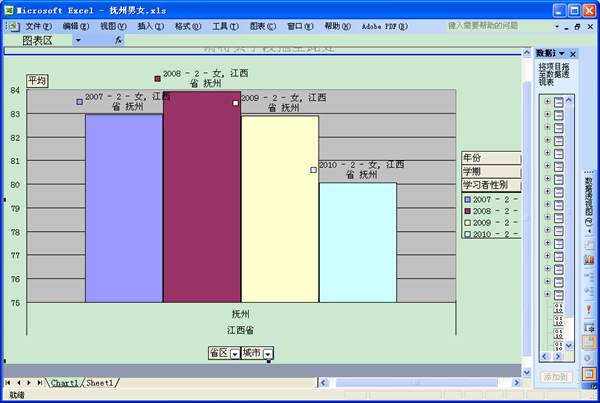 Microsoft Excel - 抚州男女.xls
文件(F) 编辑(E) 视图(V) 插入(I) 格式(O) 工具(T) 图表(C) 窗口(W) 帮助(H) Adobe PDF(B) 键入需要帮助的问题
图表区 fx
平均
2008 - 2 - 女, 江西
省 抚州
2007 - 2 - 女, 江西
省 抚州
2009 - 2 - 女, 江西
省 抚州
2010 - 2 - 女, 江西
省 抚州
84
83
82
81
80
79
78
77
76
75
抚州
江西省
省区 城市
年份
学期
学习者性别
2007 - 2 -
2008 - 2 -
2009 - 2 -
2010 - 2 -
数据
将项目拖
至数据透
视表
添加到
数据透视图
Chart1 Sheet1
就绪